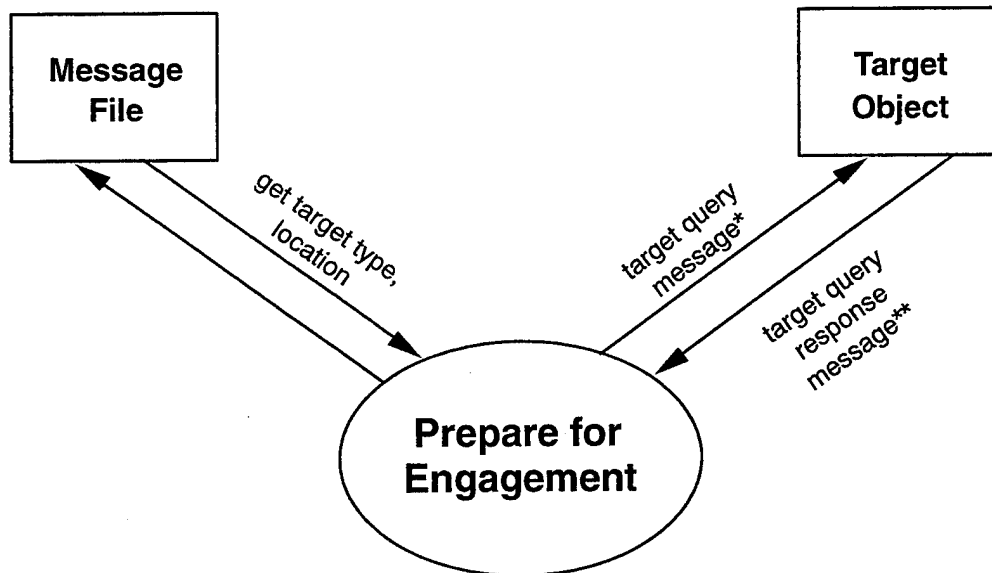 Message
File
Target
Object
get target type,
location
target query
message*
target query
response
message**
Prepare for
Engagement